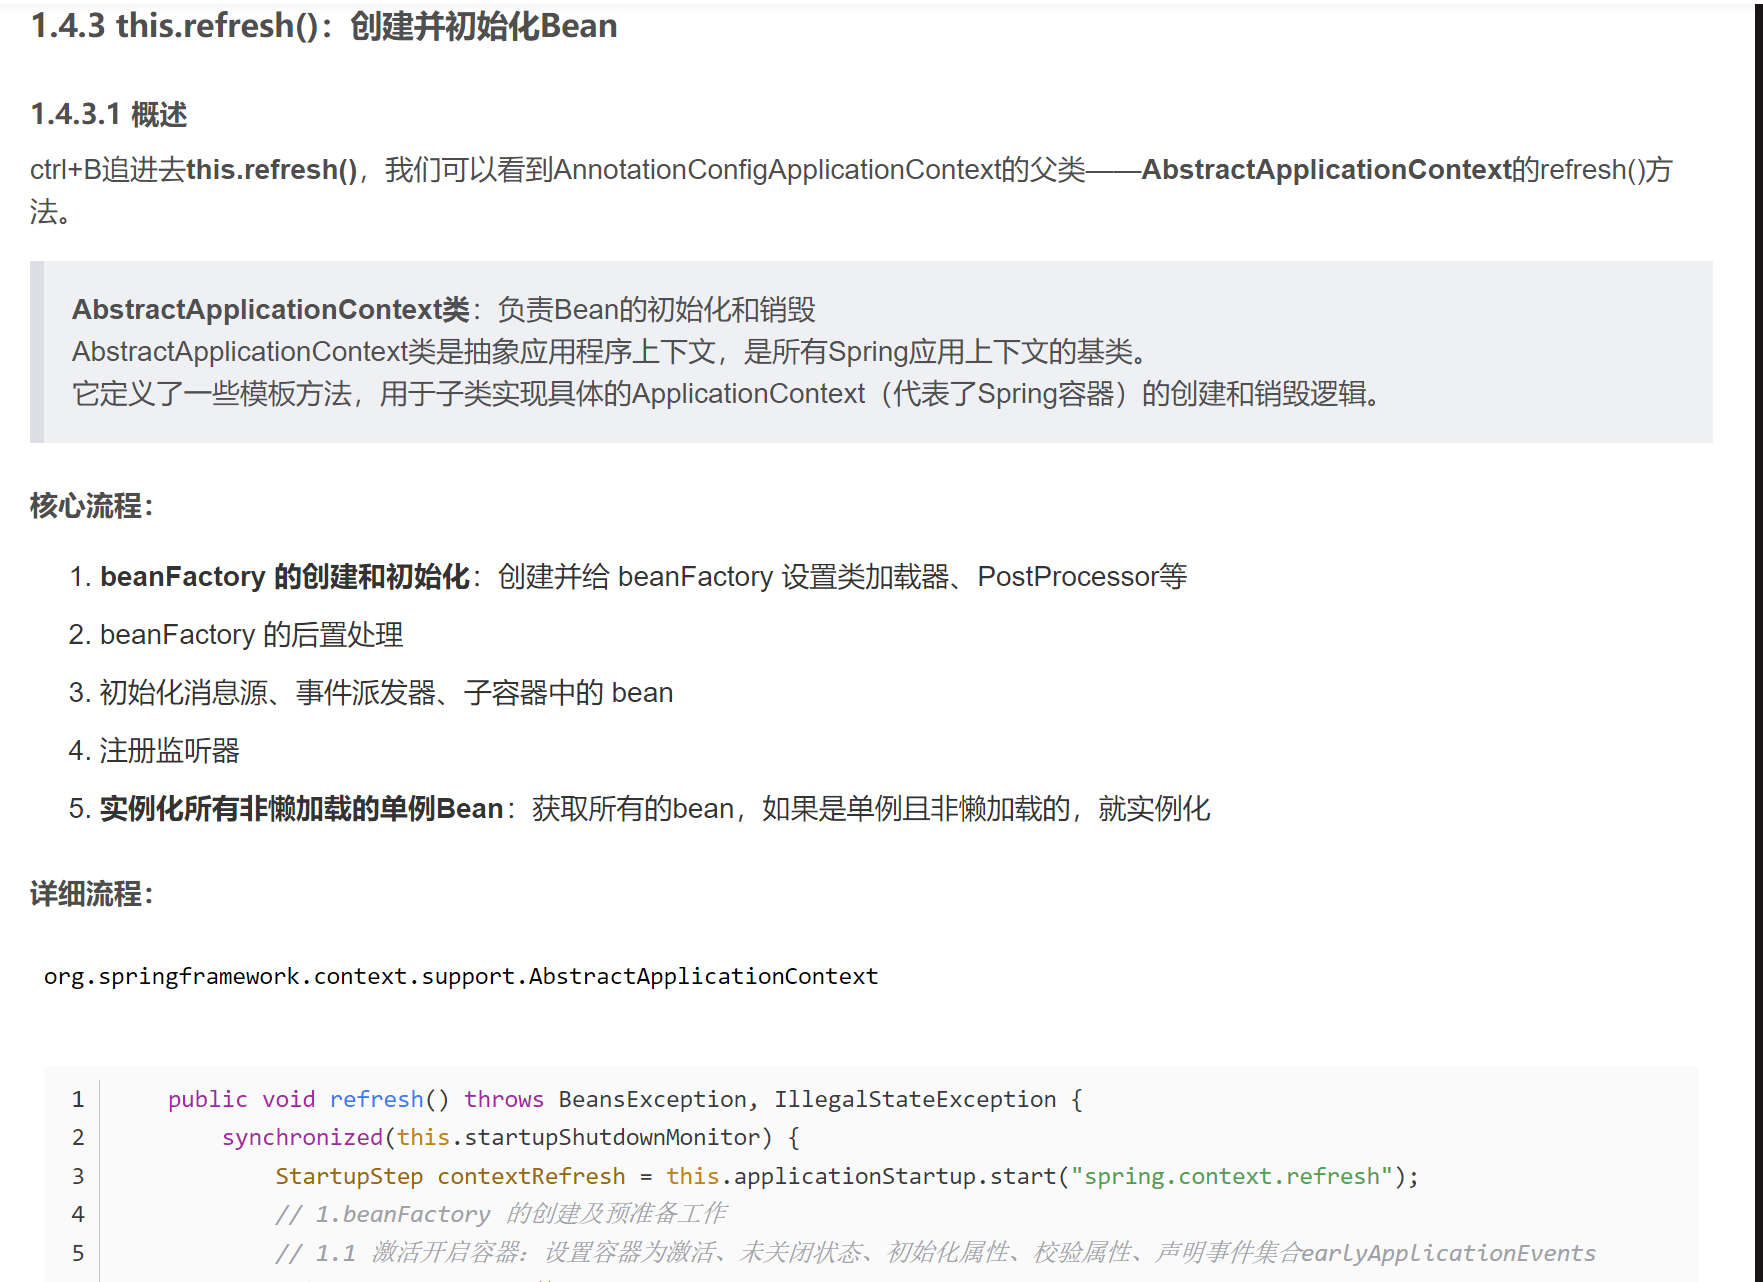 1.4.3 this.refresh()：创建并初始化Bean
1.4.3.1 概述
ctrl+B追进去this.refresh()，我们可以看到AnnotationConfigApplicationContext的父类——AbstractApplicationContext的refresh()方
法。
AbstractApplicationContext类：负责Bean的初始化和销毁
AbstractApplicationContext类是抽象应用程序上下文，是所有Spring应用上下文的基类。
它定义了一些模板方法，用于子类实现具体的ApplicationContext（代表了Spring容器）的创建和销毁逻辑。
核心流程：
1. beanFactory 的创建和初始化：创建并给 beanFactory 设置类加载器、PostProcessor等
2. beanFactory 的后置处理
3. 初始化消息源、事件派发器、子容器中的 bean
4. 注册监听器
5. 实例化所有非懒加载的单例Bean：获取所有的bean，如果是单例且非懒加载的，就实例化
详细流程：
org.springframework.context.support.AbstractApplicationContext
1 public void refresh() throws BeansException, IllegalStateException {
2 synchronized(this.startupShutdownMonitor) {
3 StartupStep contextRefresh = this.applicationStartup.start("spring.context.refresh");
4 // 1.beanFactory 的创建及预准备工作
5 // 1.1 激活开启容器：设置容器为激活、未关闭状态、初始化属性、校验属性、声明事件集合earlyApplicationEvents